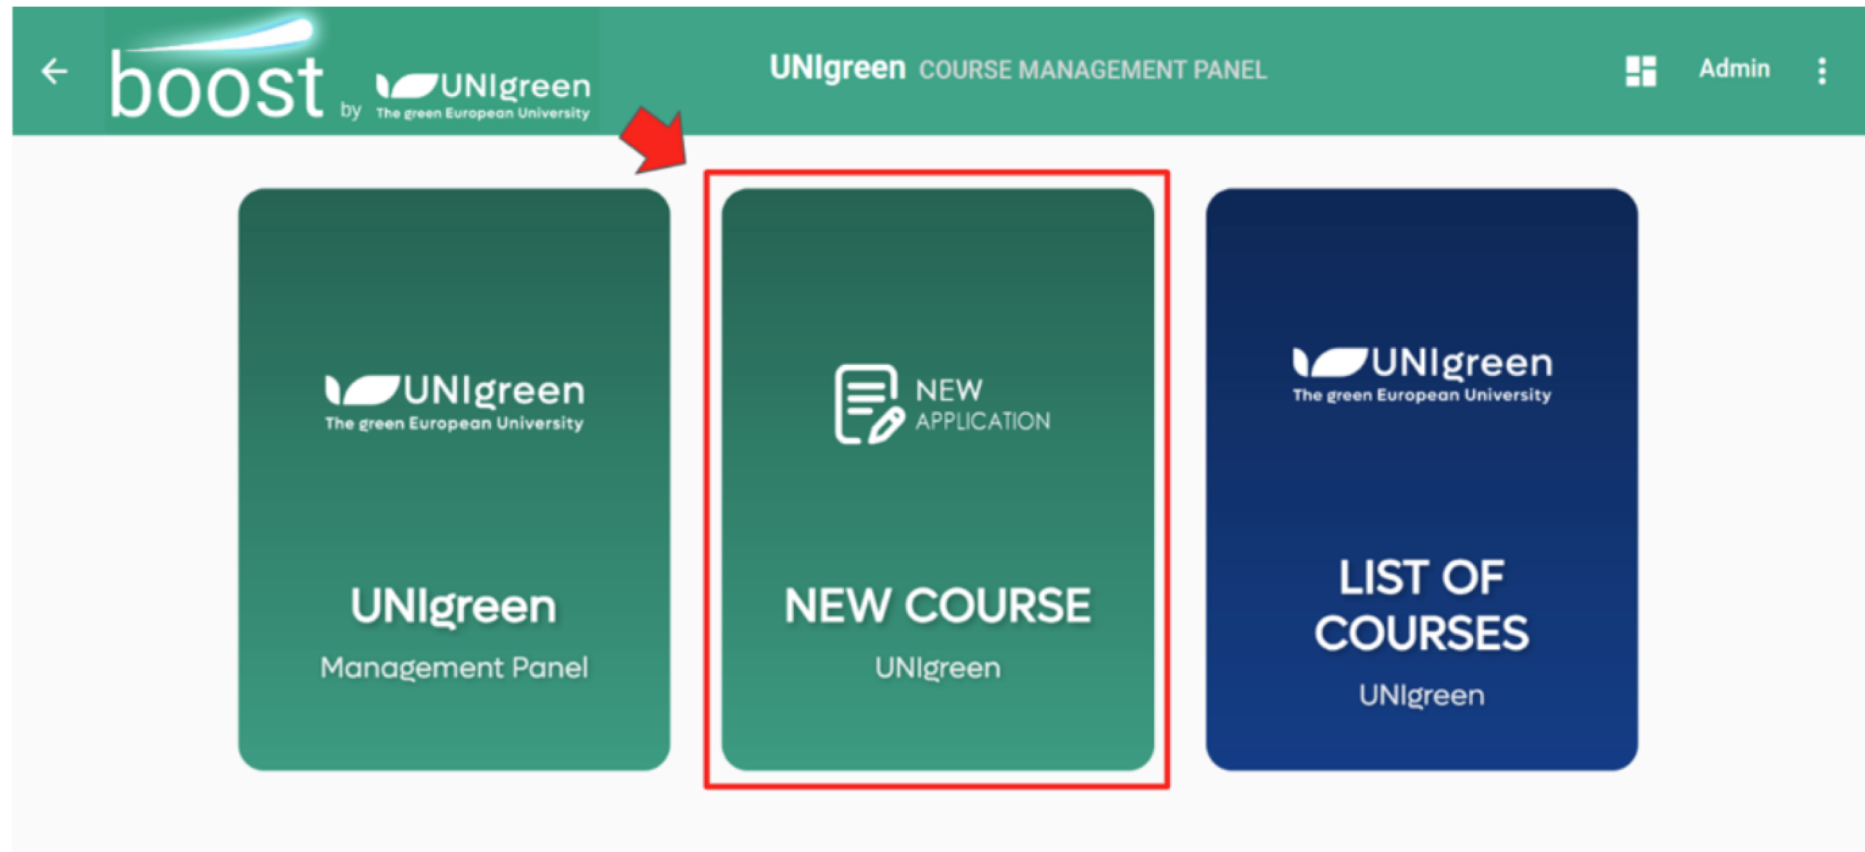 boost by UNIgreen
The green European University
UNIgreen COURSE MANAGEMENT PANEL
Admin
UNIgreen
The green European University
UNIgreen
Management Panel
NEW
APPLICATION
NEW COURSE
UNIgreen
UNIgreen
The green European University
LIST OF
COURSES
UNIgreen